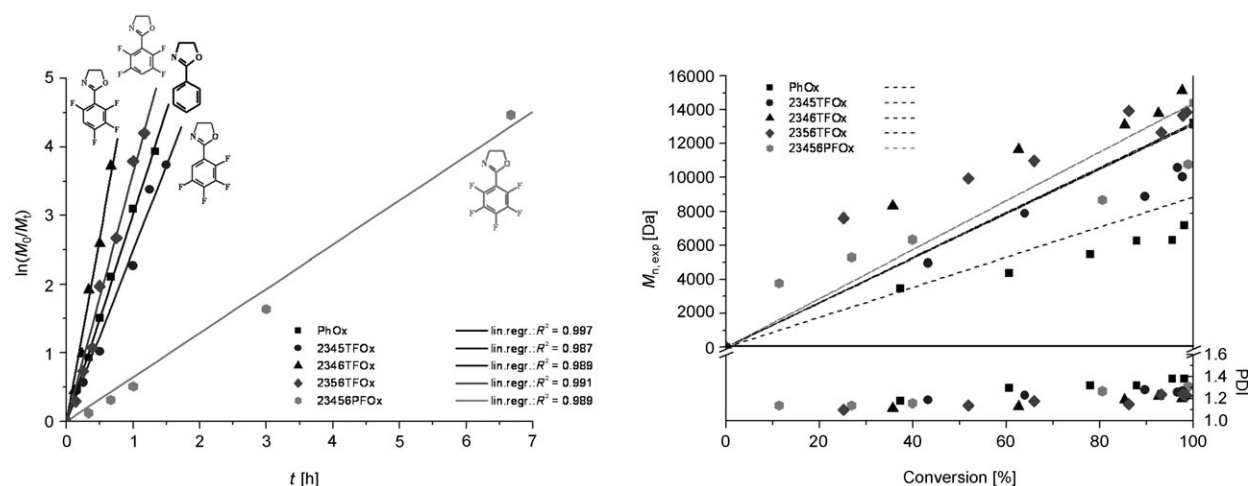 N O
F F
F F
N O
F F
F
F
N O
N O
F
F
F
N O
F F
F F
F
5
4
3
2
1
0
0 1 2 3 4 5 6 7
ln(M₀/Mₜ)
t [h]
PhOx lin.regr.:R² = 0.997
2345TFOx lin.regr.:R² = 0.987
2346TFOx lin.regr.:R² = 0.989
2356TFOx lin.regr.:R² = 0.991
23456PFOx lin.regr.:R² = 0.989
16000
14000
12000
10000
8000
6000
4000
2000
0
Mn,exp [Da]
PhOx
2345TFOx
2346TFOx
2356TFOx
23456PFOx
1.6
1.4
1.2
1.0
PDI
0 20 40 60 80 100
Conversion [%]